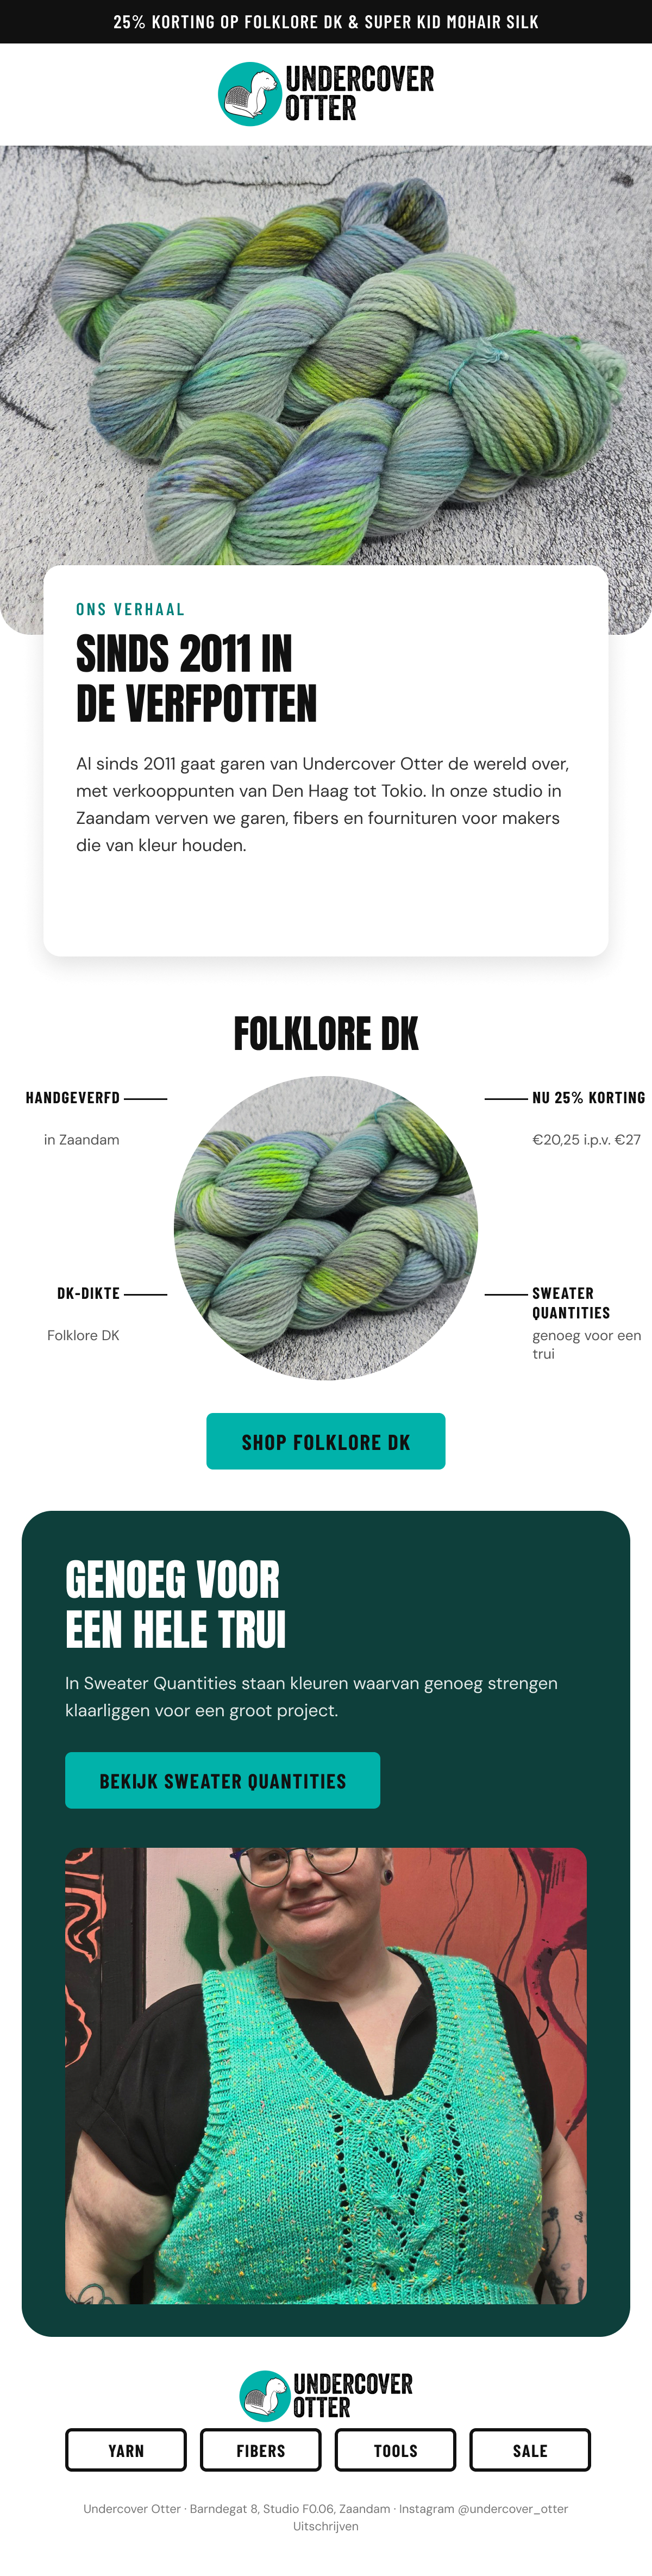 25% KORTING OP FOLKLORE DK & SUPER KID MOHAIR SILK
UNDERCOVER
OTTER
ONS VERHAAL
SINDS 2011 IN
DE VERFPOTTEN
Al sinds 2011 gaat garen van Undercover Otter de wereld over,
met verkooppunten van Den Haag tot Tokio. In onze studio in
Zaandam verven we garen, fibers en fournituren voor makers
die van kleur houden.
FOLKLORE DK
HANDGEVERFD
in Zaandam
NU 25% KORTING
€20,25 i.p.v. €27
DK-DIKTE
Folklore DK
SWEATER
QUANTITIES
genoeg voor een
trui
SHOP FOLKLORE DK
GENOEG VOOR
EEN HELE TRUI
In Sweater Quantities staan kleuren waarvan genoeg strengen
klaarliggen voor een groot project.
BEKIJK SWEATER QUANTITIES
UNDERCOVER
OTTER
YARN
FIBERS
TOOLS
SALE
Undercover Otter · Barndegat 8, Studio F0.06, Zaandam · Instagram @undercover_otter
Uitschrijven